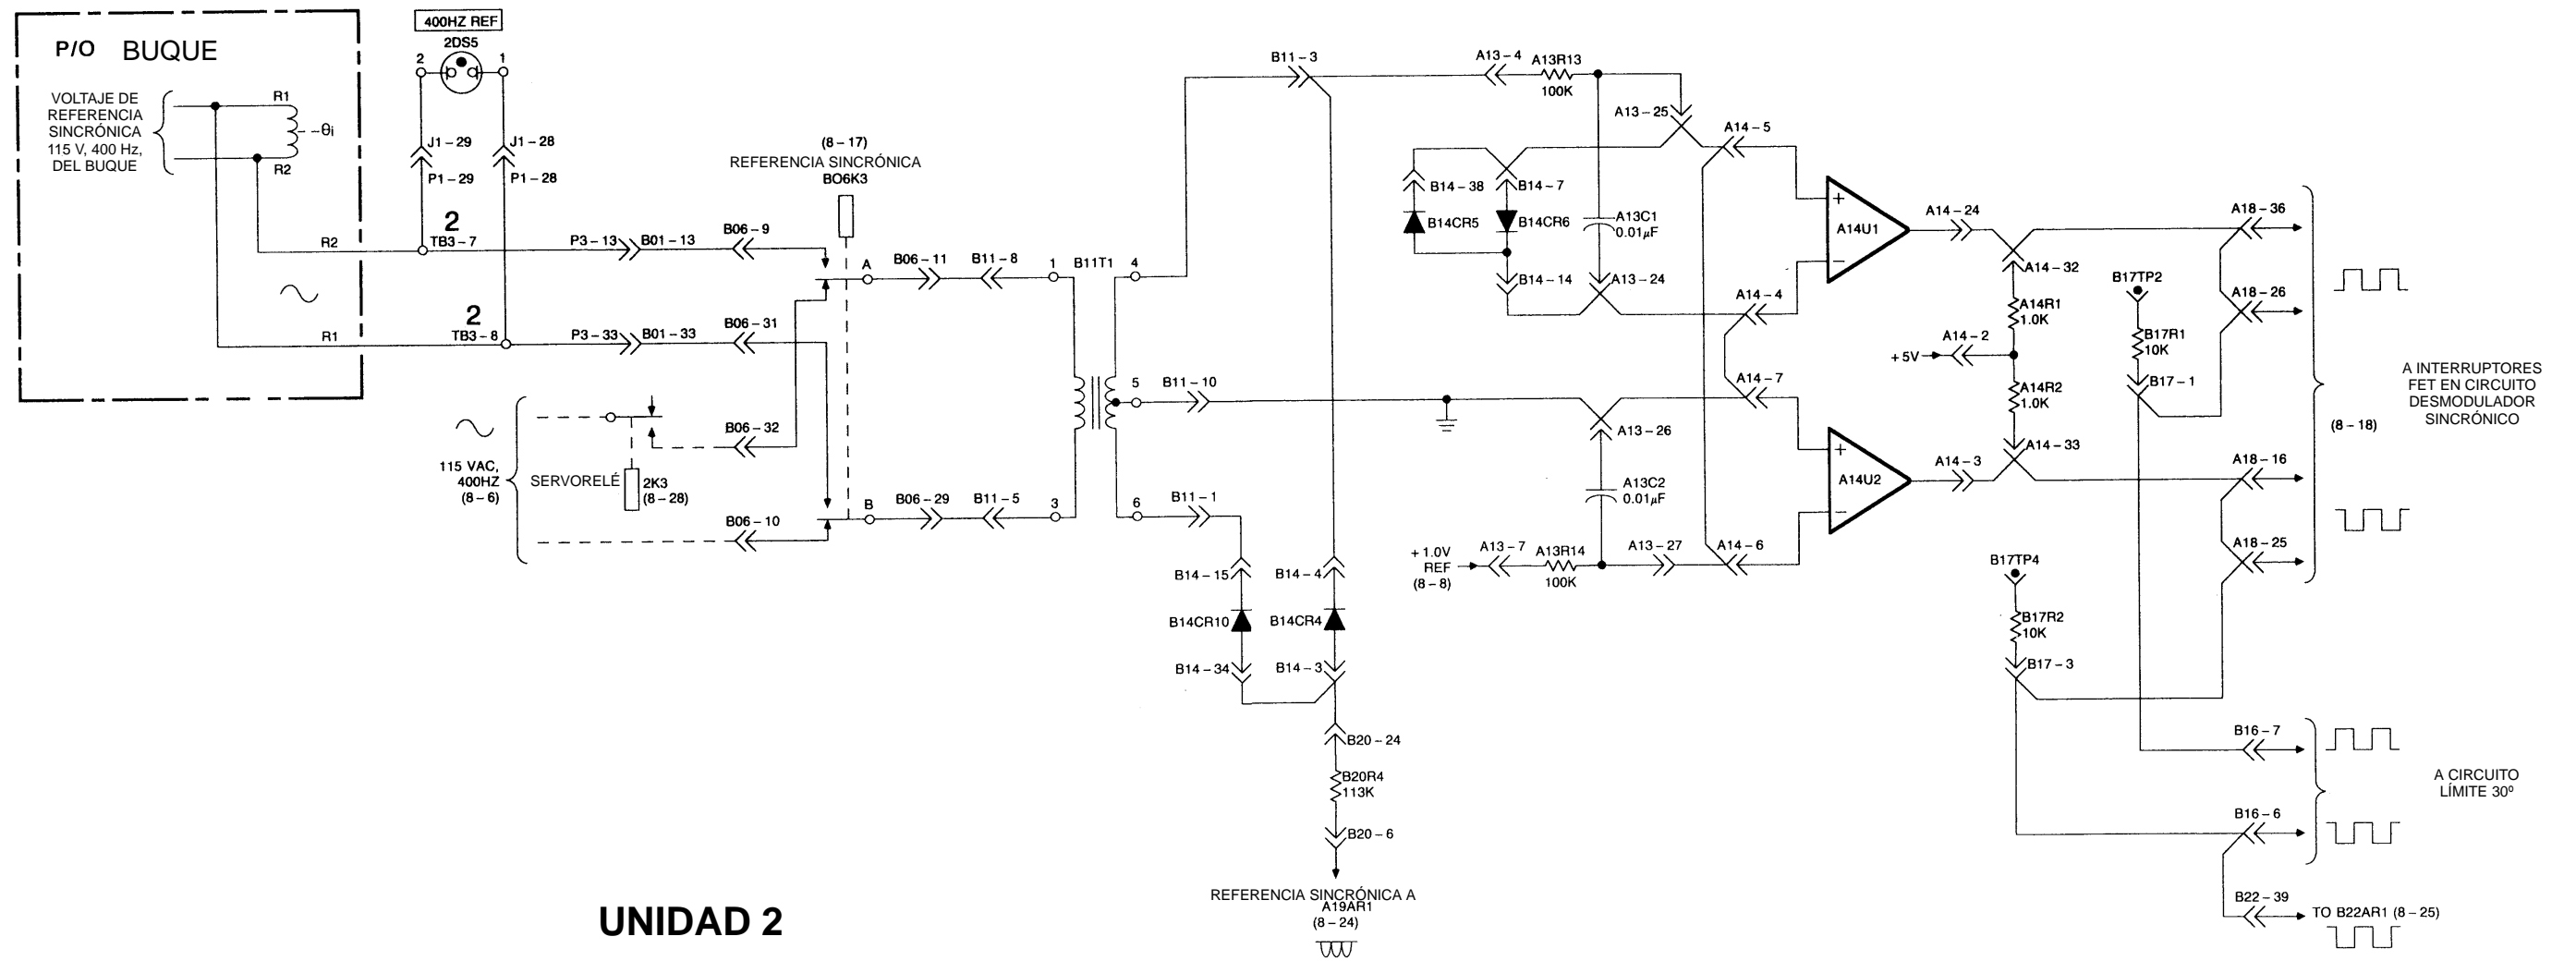 P/O BUQUE
VOLTAJE DE
REFERENCIA
SINCRÓNICA
115 V, 400 Hz,
DEL BUQUE
R1
θi
R2
R2
R1
400HZ REF
2DS5
2
1
J1-29
P1-29
J1-28
P1-28
2
TB3-7
2
TB3-8
P3-13
B01-13
B06-9
P3-33
B01-33
B06-31
(8-17)
REFERENCIA SINCRÓNICA
BO6K3
115 VAC,
400HZ
(8-6)
SERVORELÉ
2K3
(8-28)
B06-32
B06-10
A
B06-11
B11-8
1
B11T1
4
B
B06-29
B11-5
3
5
B11-10
6
B11-1
B11-3
A13-4
A13R13
100K
A13-25
A14-5
B14-38
B14-7
B14CR5
B14CR6
A13C1
0.01µF
B14-14
A13-24
A14-4
A14-7
A13-26
A13C2
0.01µF
+1.0V
REF
(8-8)
A13-7
A13R14
100K
A13-27
A14-6
B14-15
B14-4
B14CR10
B14CR4
B14-34
B14-3
B20-24
B20R4
113K
B20-6
REFERENCIA SINCRÓNICA A
A19AR1
(8-24)
+
A14U1
−
A14-24
A14-32
A14R1
1.0K
+5V
A14-2
A14R2
1.0K
A14-33
+
A14U2
−
A14-3
B17TP2
B17R1
10K
B17-1
A18-36
A18-26
A18-16
A18-25
B17TP4
B17R2
10K
B17-3
(8-18)
A INTERRUPTORES
FET EN CIRCUITO
DESMODULADOR
SINCRÓNICO
B16-7
B16-6
A CIRCUITO
LÍMITE 30º
B22-39
TO B22AR1 (8-25)
UNIDAD 2